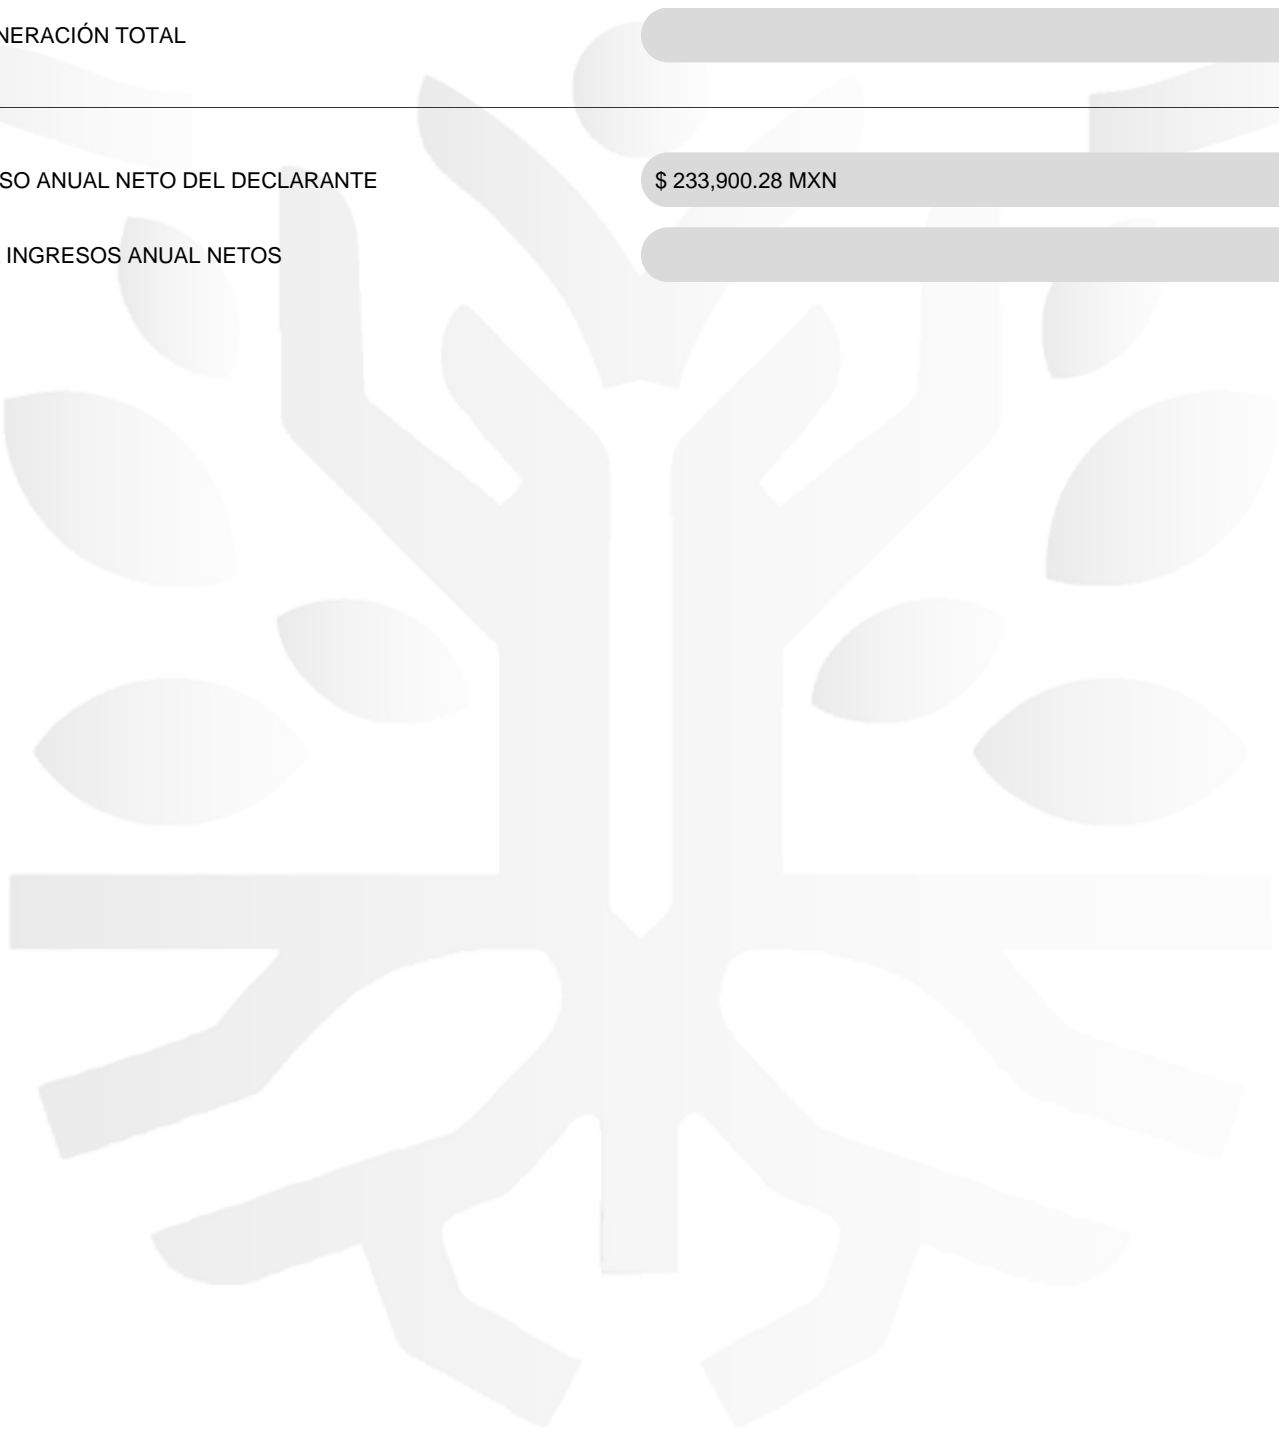 NERACIÓN TOTAL
SO ANUAL NETO DEL DECLARANTE $ 233,900.28 MXN
INGRESOS ANUAL NETOS